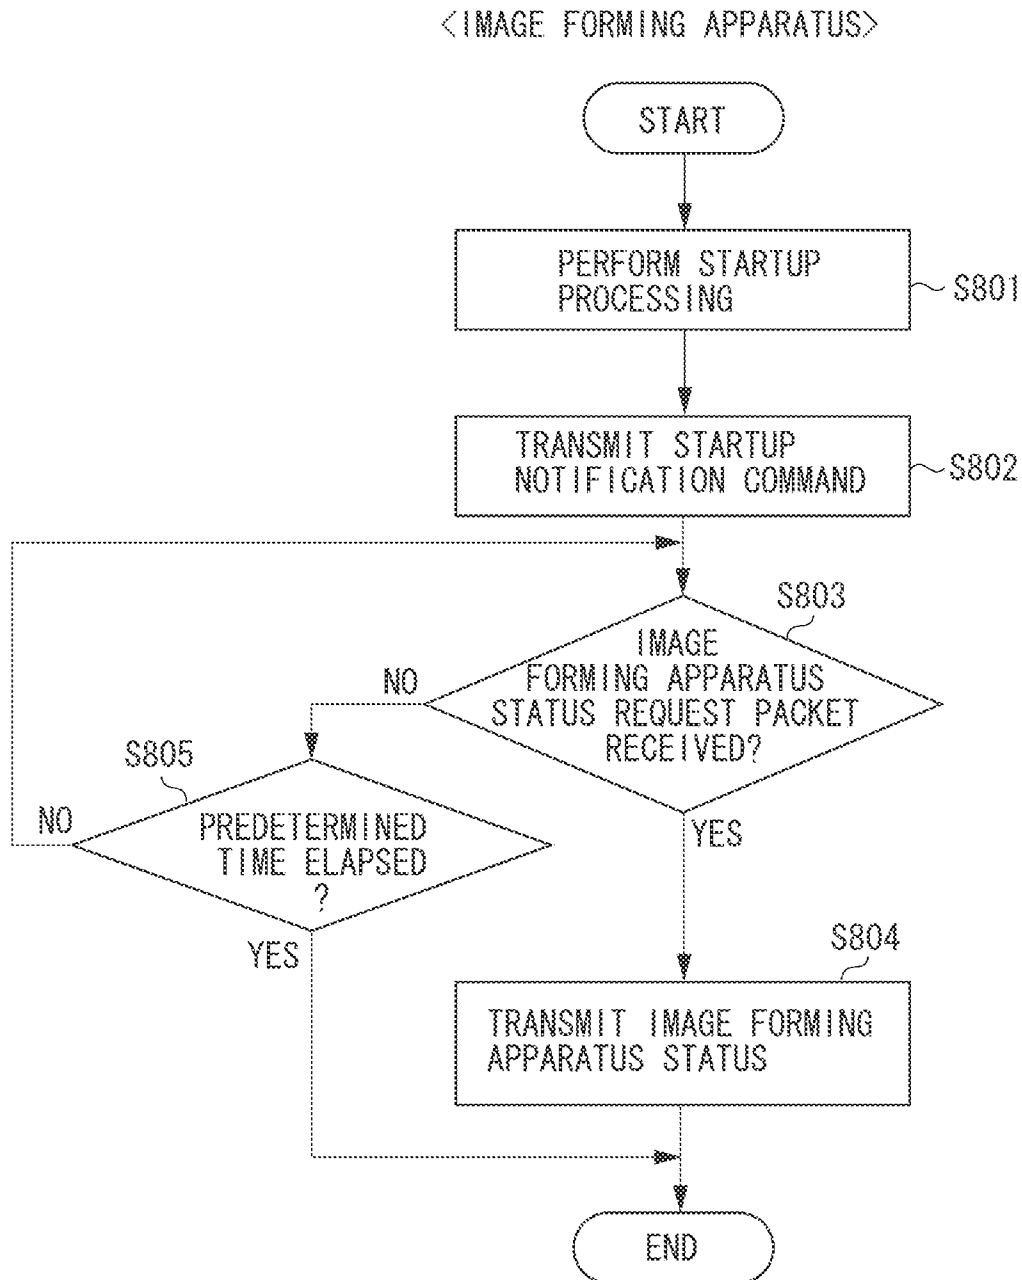 <IMAGE FORMING APPARATUS>
START
PERFORM STARTUP
PROCESSING
S801
TRANSMIT STARTUP
NOTIFICATION COMMAND
S802
S803
IMAGE
FORMING APPARATUS
STATUS REQUEST PACKET
RECEIVED?
NO
YES
S805
PREDETERMINED
TIME ELAPSED
?
NO
YES
S804
TRANSMIT IMAGE FORMING
APPARATUS STATUS
END